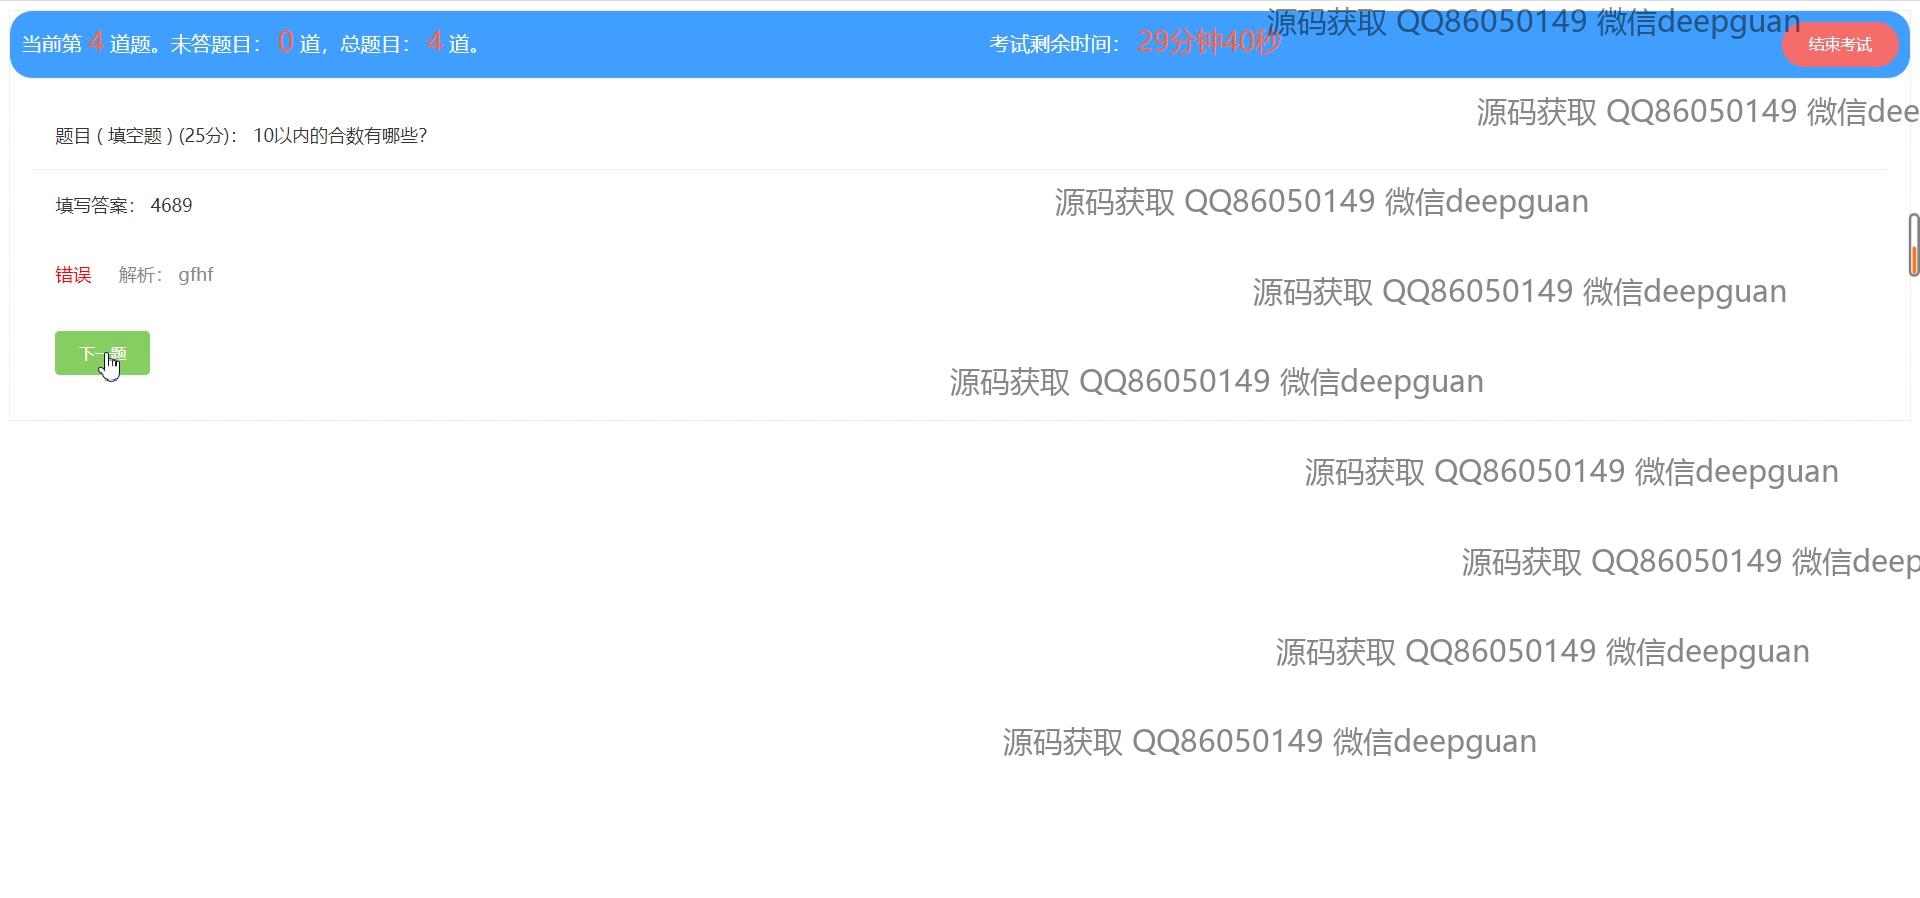 当前第 4 道题。未答题目： 0 道，总题目： 4 道。
考试剩余时间： 29分钟40秒
源码获取 QQ86050149 微信deepguan
结束考试
源码获取 QQ86050149 微信dee
题目 ( 填空题 ) (25分)： 10以内的合数有哪些？
源码获取 QQ86050149 微信deepguan
填写答案： 4689
错误 解析： gfhf
源码获取 QQ86050149 微信deepguan
下一题
源码获取 QQ86050149 微信deepguan
源码获取 QQ86050149 微信deepguan
源码获取 QQ86050149 微信deep
源码获取 QQ86050149 微信deepguan
源码获取 QQ86050149 微信deepguan